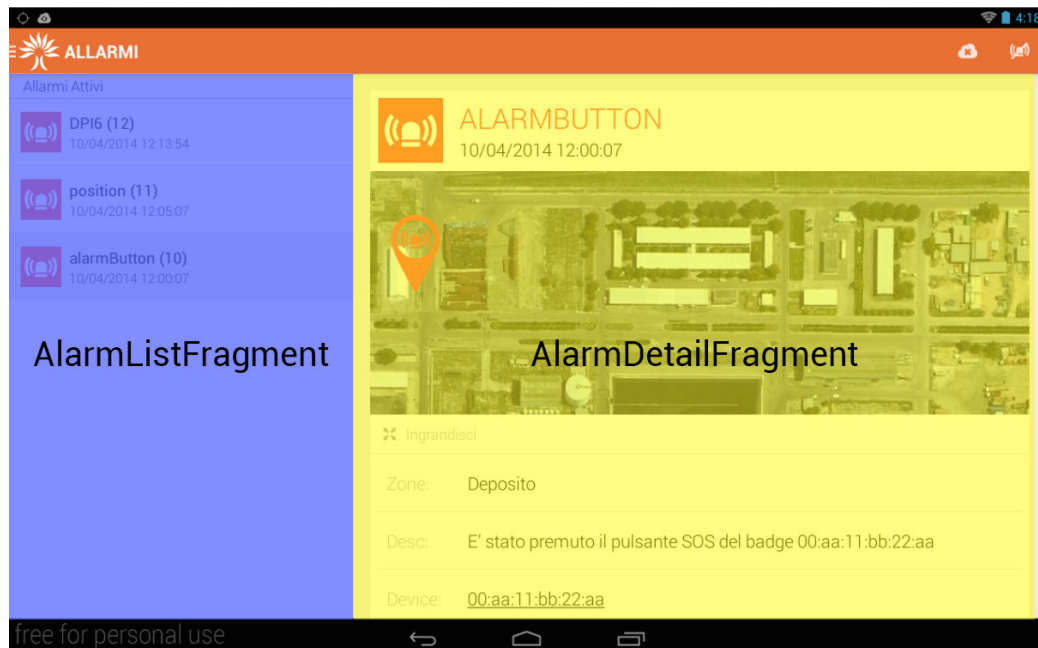 4:18
ALLARMI
Allarmi Attivi
DPI6 (12)
10/04/2014 12:13:54
position (11)
10/04/2014 12:05:07
alarmButton (10)
10/04/2014 12:00:07
AlarmListFragment
ALARMBUTTON
10/04/2014 12:00:07
AlarmDetailFragment
Ingrandisci
Zone: Deposito
Desc: E' stato premuto il pulsante SOS del badge 00:aa:11:bb:22:aa
Device: 00:aa:11:bb:22:aa
free for personal use